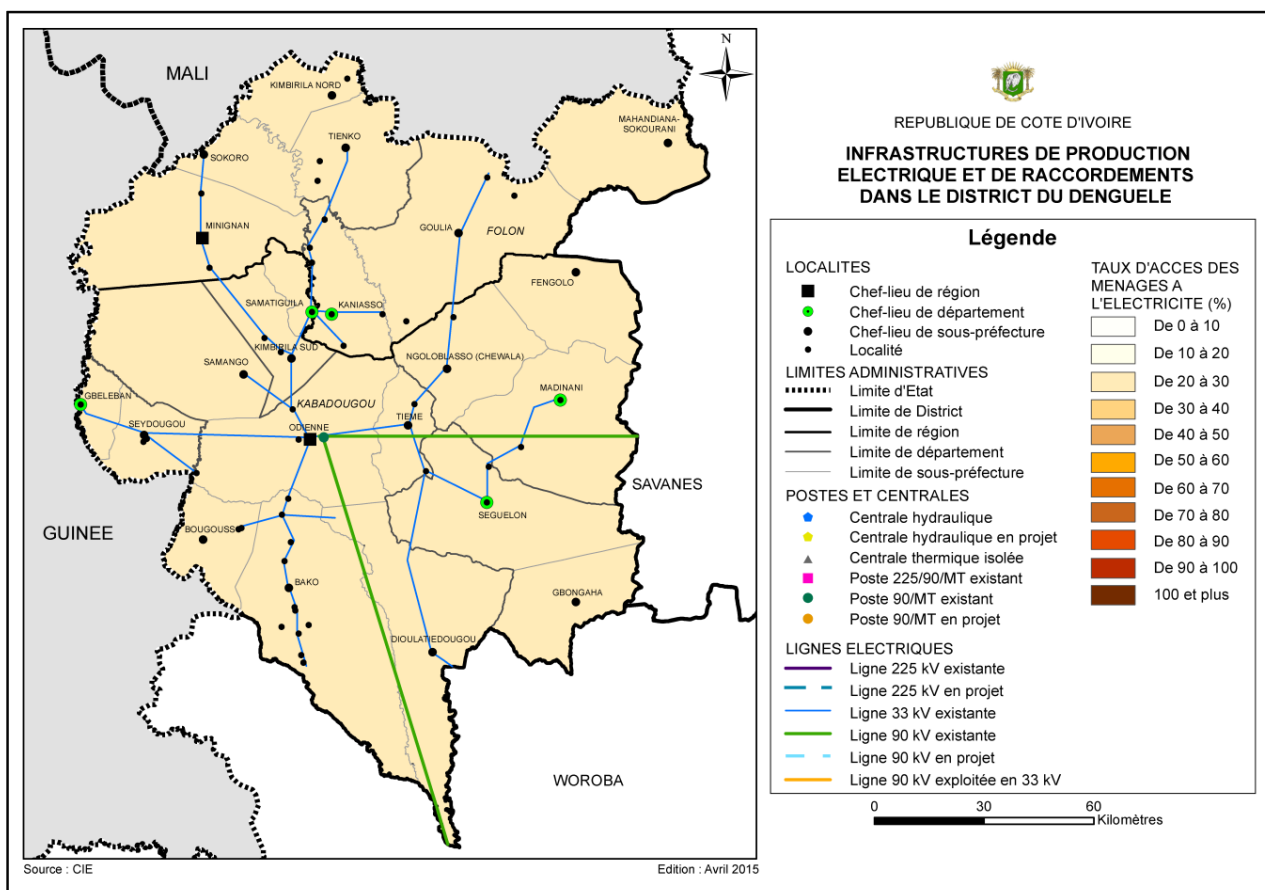 MALI
N
KIMBIRILA NORD
MAHANDIANA-
SOKOURANI
TIENKO
SOKORO
MINIGNAN
GOULIA
FOLON
FENGOLO
SAMATIGUILA
KANIASSO
KIMBIRILA SUD
NGOLOBLASSO (CHEWALA)
SAMANGO
MADINANI
GBELEBAN
KABADOUGOU
SEYDOUGOU
TIEME
ODIENNE
SAVANES
GUINEE
SEGUELON
BOUGOUSSO
BAKO
GBONGAHA
DIOULATIEDOUGOU
WOROBA
Source : CIE
Edition : Avril 2015
REPUBLIQUE DE COTE D'IVOIRE
INFRASTRUCTURES DE PRODUCTION
ELECTRIQUE ET DE RACCORDEMENTS
DANS LE DISTRICT DU DENGUELE
Légende
LOCALITES
Chef-lieu de région
Chef-lieu de département
Chef-lieu de sous-préfecture
Localité
LIMITES ADMINISTRATIVES
Limite d'Etat
Limite de District
Limite de région
Limite de département
Limite de sous-préfecture
POSTES ET CENTRALES
Centrale hydraulique
Centrale hydraulique en projet
Centrale thermique isolée
Poste 225/90/MT existant
Poste 90/MT existant
Poste 90/MT en projet
LIGNES ELECTRIQUES
Ligne 225 kV existante
Ligne 225 kV en projet
Ligne 33 kV existante
Ligne 90 kV existante
Ligne 90 kV en projet
Ligne 90 kV exploitée en 33 kV
TAUX D'ACCES DES
MENAGES A
L'ELECTRICITE (%)
De 0 à 10
De 10 à 20
De 20 à 30
De 30 à 40
De 40 à 50
De 50 à 60
De 60 à 70
De 70 à 80
De 80 à 90
De 90 à 100
100 et plus
0 30 60
Kilomètres